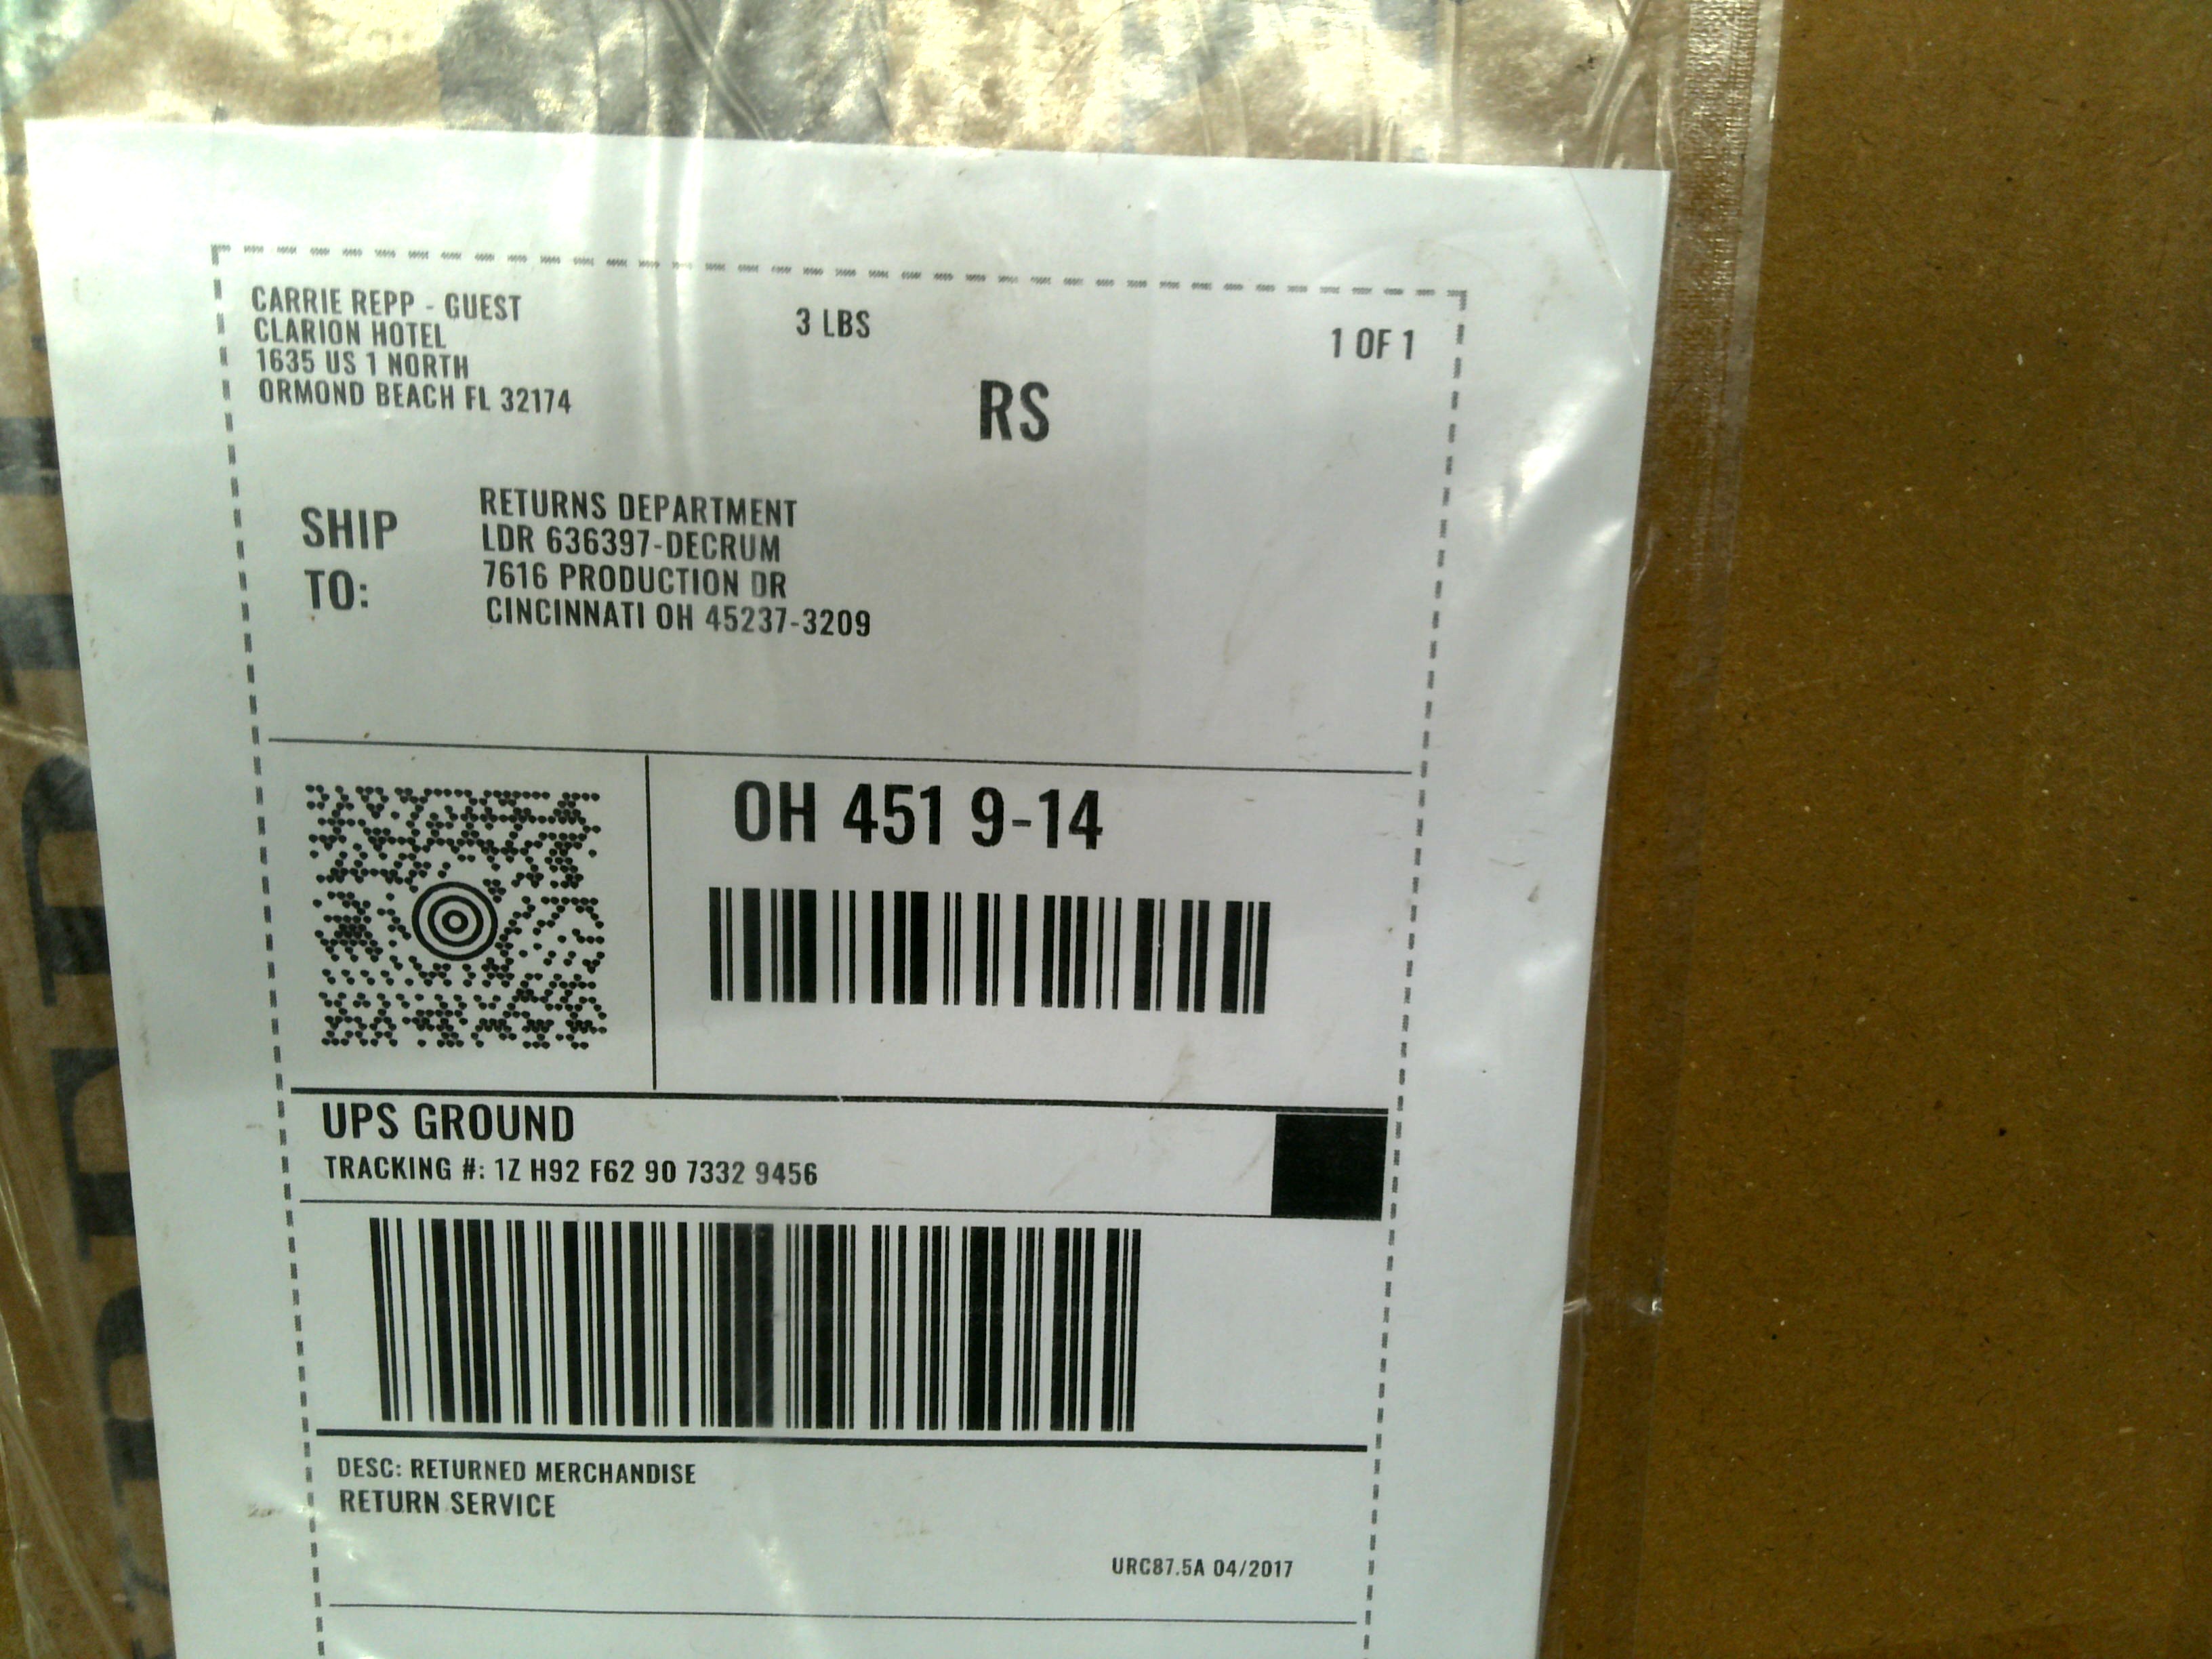 CARRIE REPP - GUEST
CLARION HOTEL
1635 US 1 NORTH
ORMOND BEACH FL 32174
3 LBS
1 OF 1
RS
SHIP
TO:
RETURNS DEPARTMENT
LDR 636397-DECRUM
7616 PRODUCTION DR
CINCINNATI OH 45237-3209
OH 451 9-14
UPS GROUND
TRACKING #: 1Z H92 F62 90 7332 9456
DESC: RETURNED MERCHANDISE
RETURN SERVICE
URC87.5A 04/2017